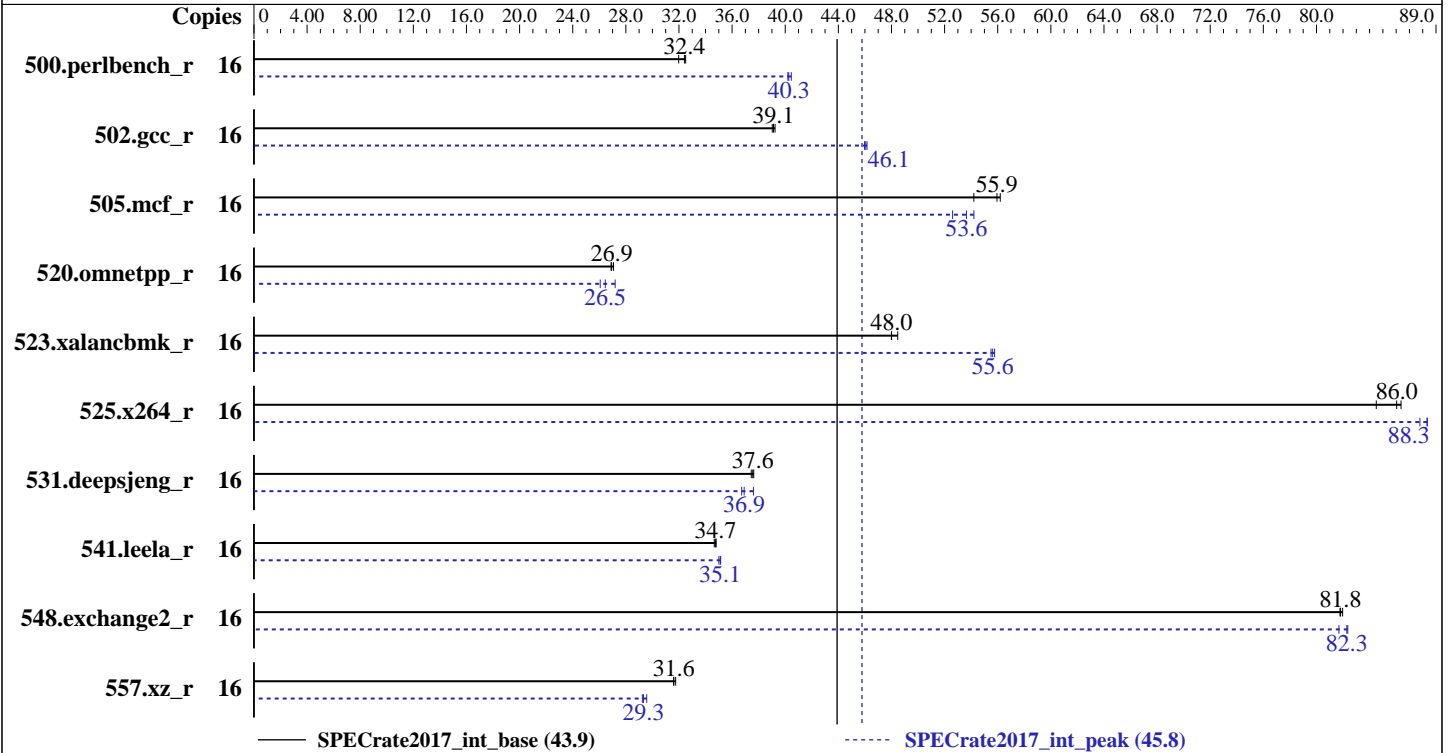 Copies 0 4.00 8.00 12.0 16.0 20.0 24.0 28.0 32.0 36.0 40.0 44.0 48.0 52.0 56.0 60.0 64.0 68.0 72.0 76.0 80.0 89.0
32.4
500.perlbench_r 16
40.3
39.1
502.gcc_r 16
46.1
55.9
505.mcf_r 16
53.6
26.9
520.omnetpp_r 16
26.5
48.0
523.xalancbmk_r 16
55.6
86.0
525.x264_r 16
88.3
37.6
531.deepsjeng_r 16
36.9
34.7
541.leela_r 16
35.1
81.8
548.exchange2_r 16
82.3
31.6
557.xz_r 16
29.3
SPECrate2017_int_base (43.9) SPECrate2017_int_peak (45.8)